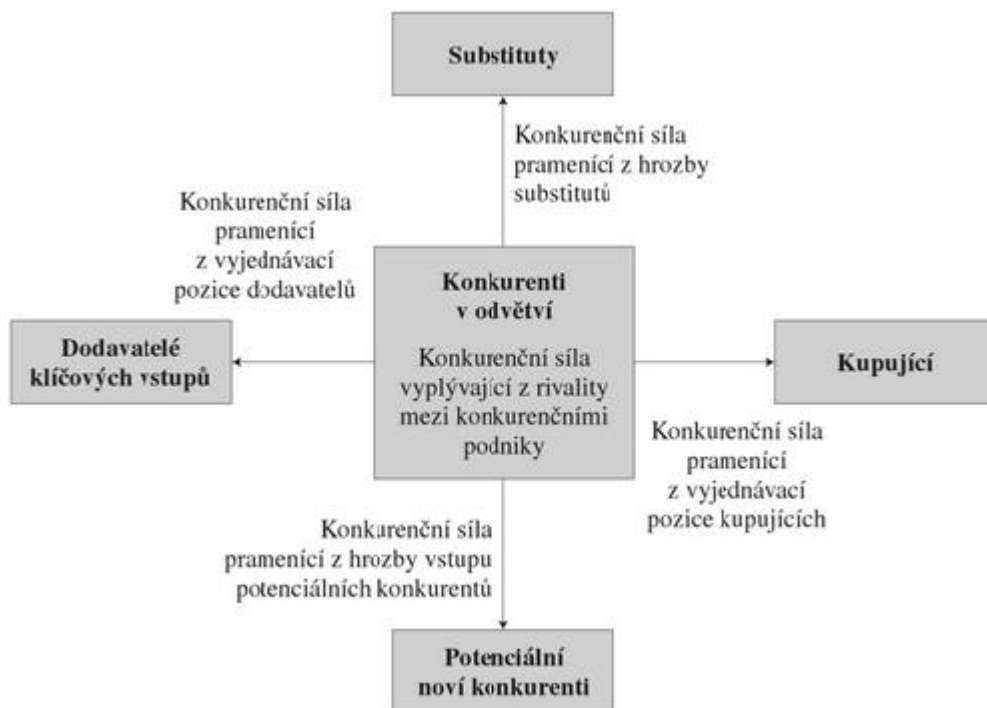 Substituty
Konkurenční síla
pramenící z hrozby
substitutů
Konkurenční síla
pramenící
z vyjednávací
pozice dodavatelů
Konkurenti
v odvětví
Konkurenční síla
vyplývající z rivality
mezi konkurenčními
podniky
Dodavatelé
klíčových vstupů
Kupující
Konkurenční síla
pramenící
z vyjednávací
pozice kupujících
Konkurenční síla
pramenící z hrozby vstupu
potenciálních konkurentů
Potenciální
noví konkurenti